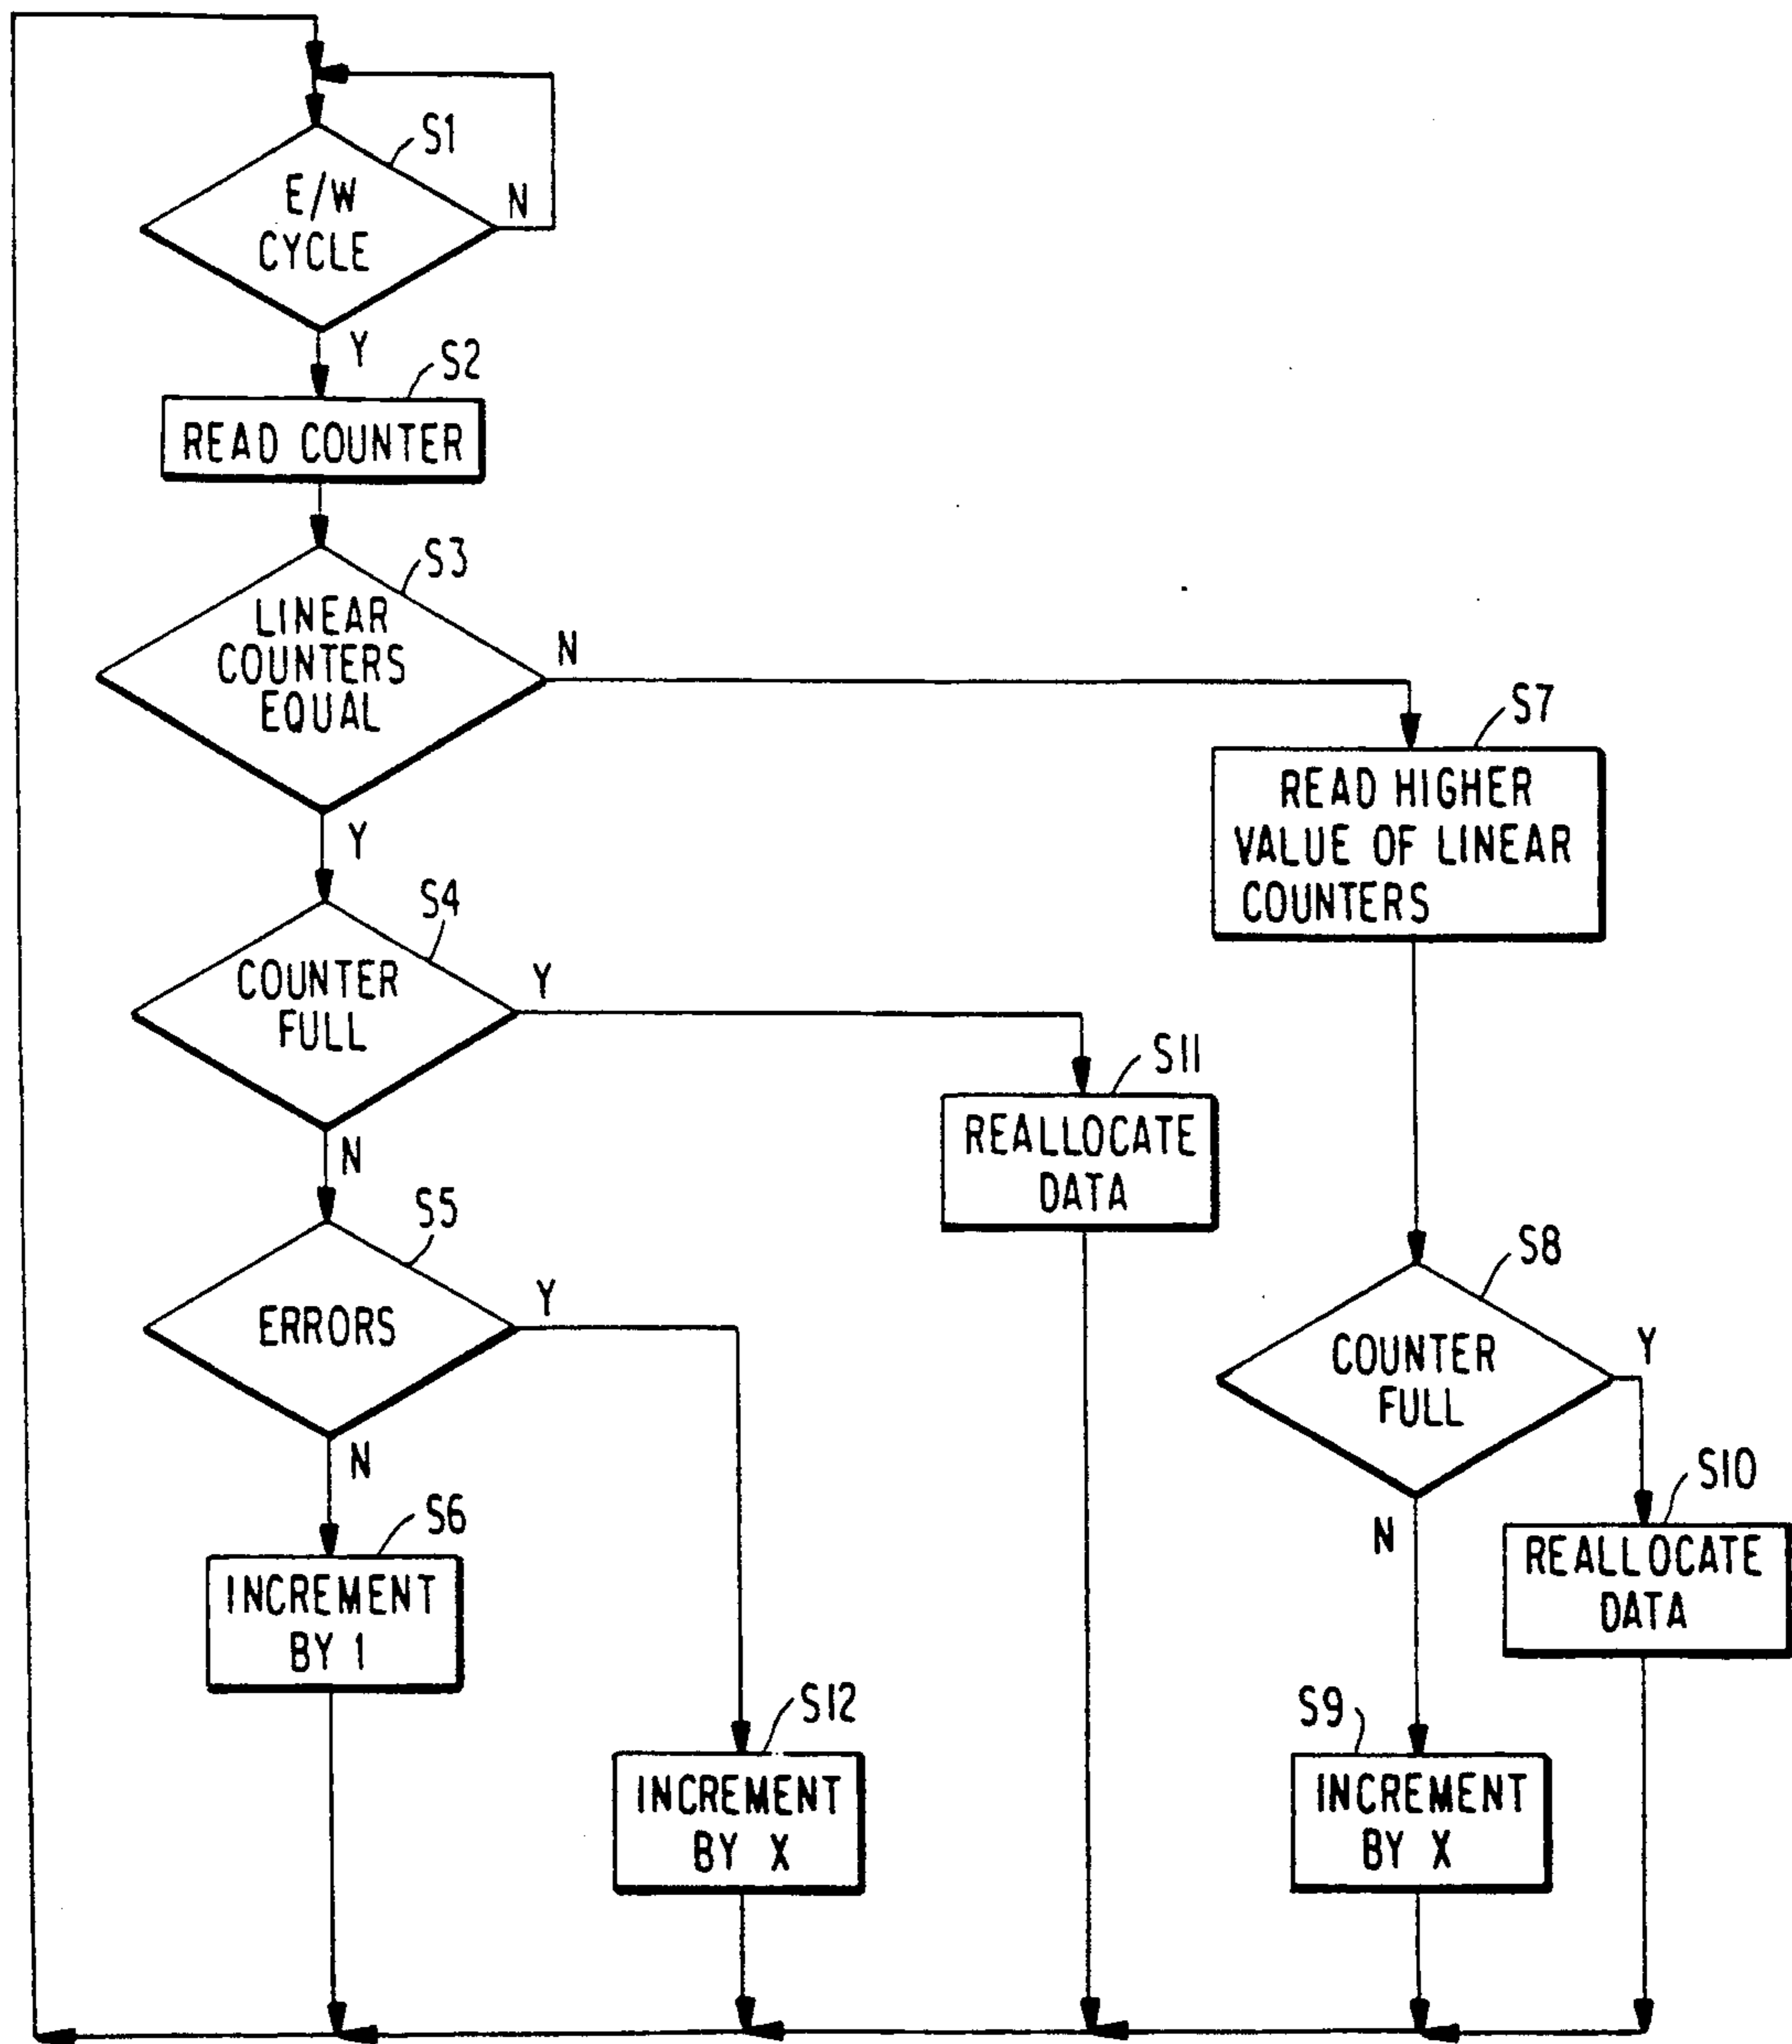 S1
E/W
CYCLE
N
Y
S2
READ COUNTER
S3
LINEAR
COUNTERS
EQUAL
N
Y
S7
READ HIGHER
VALUE OF LINEAR
COUNTERS
S4
COUNTER
FULL
Y
N
S11
REALLOCATE
DATA
S5
ERRORS
Y
N
S8
COUNTER
FULL
Y
N
S10
REALLOCATE
DATA
S6
INCREMENT
BY 1
S12
INCREMENT
BY X
S9
INCREMENT
BY X